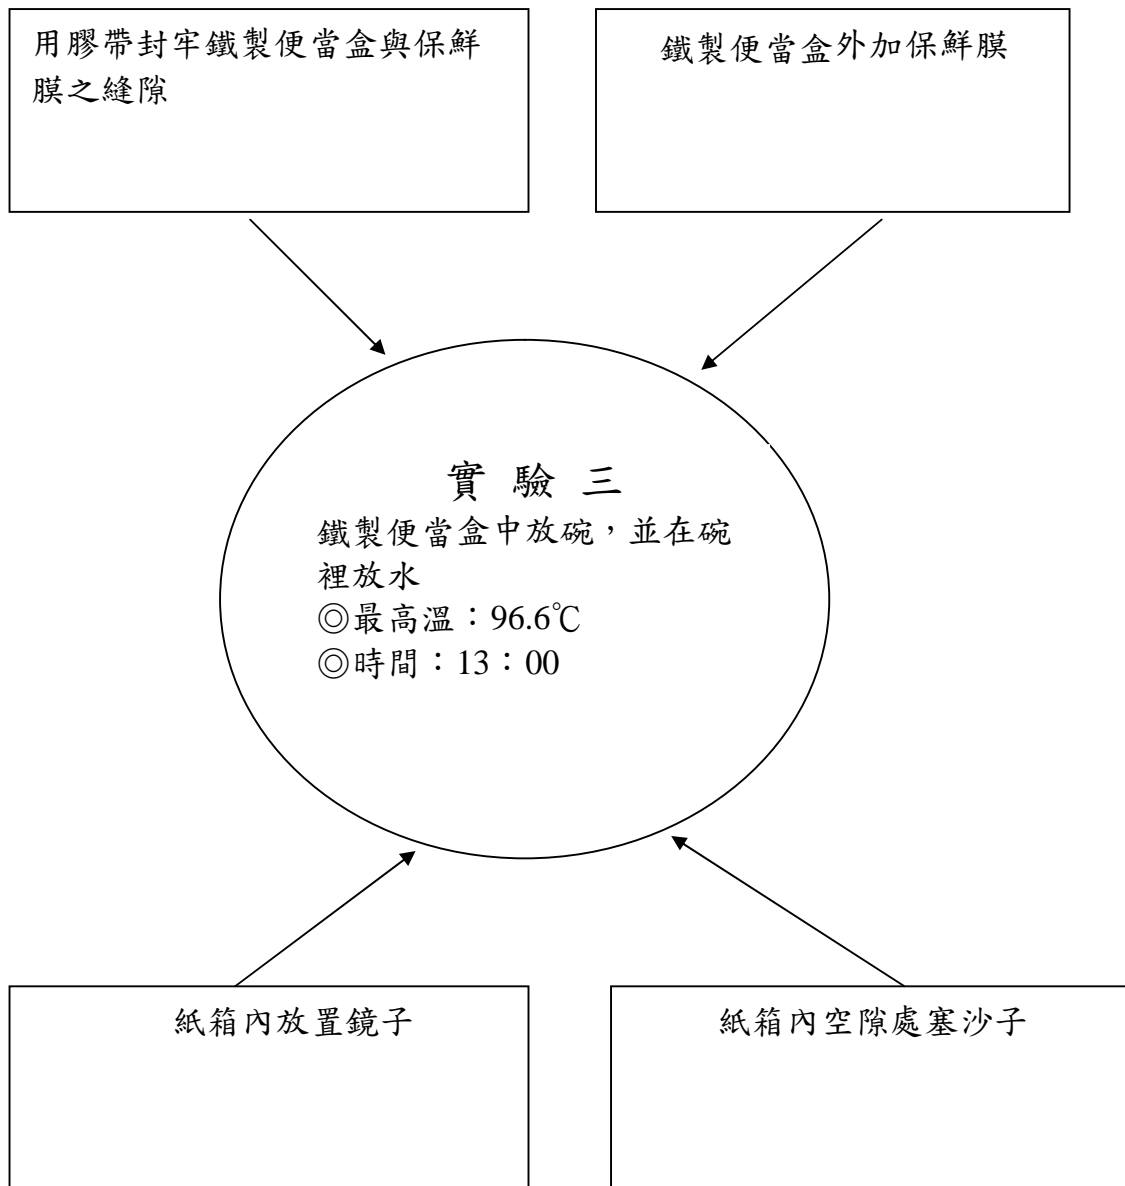 用膠帶封牢鐵製便當盒與保鮮
膜之縫隙
鐵製便當盒外加保鮮膜
實 驗 三
鐵製便當盒中放碗，並在碗
裡放水
◎最高溫：96.6℃
◎時間：13：00
紙箱內放置鏡子
紙箱內空隙處塞沙子